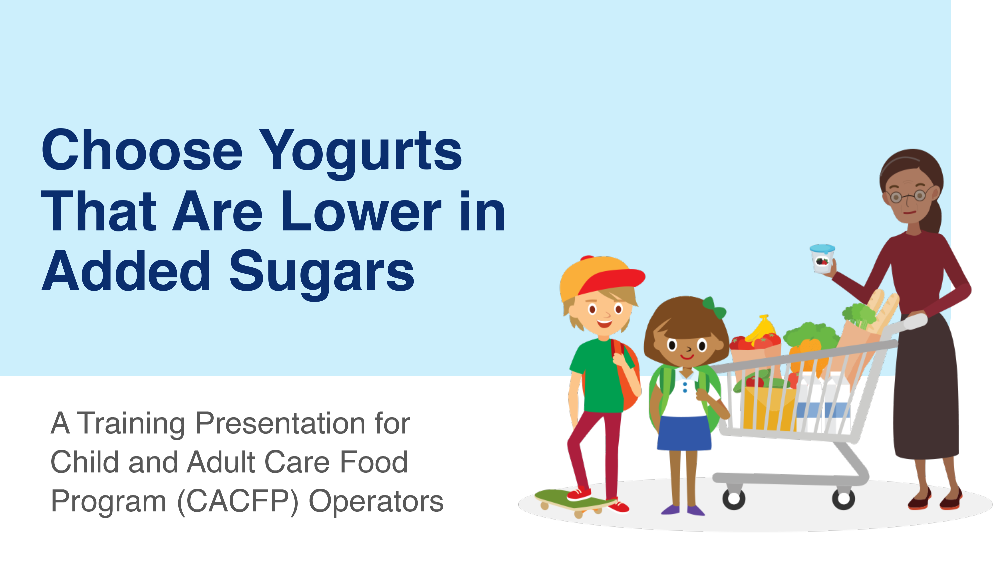 Choose Yogurts
That Are Lower in
Added Sugars
A Training Presentation for
Child and Adult Care Food
Program (CACFP) Operators